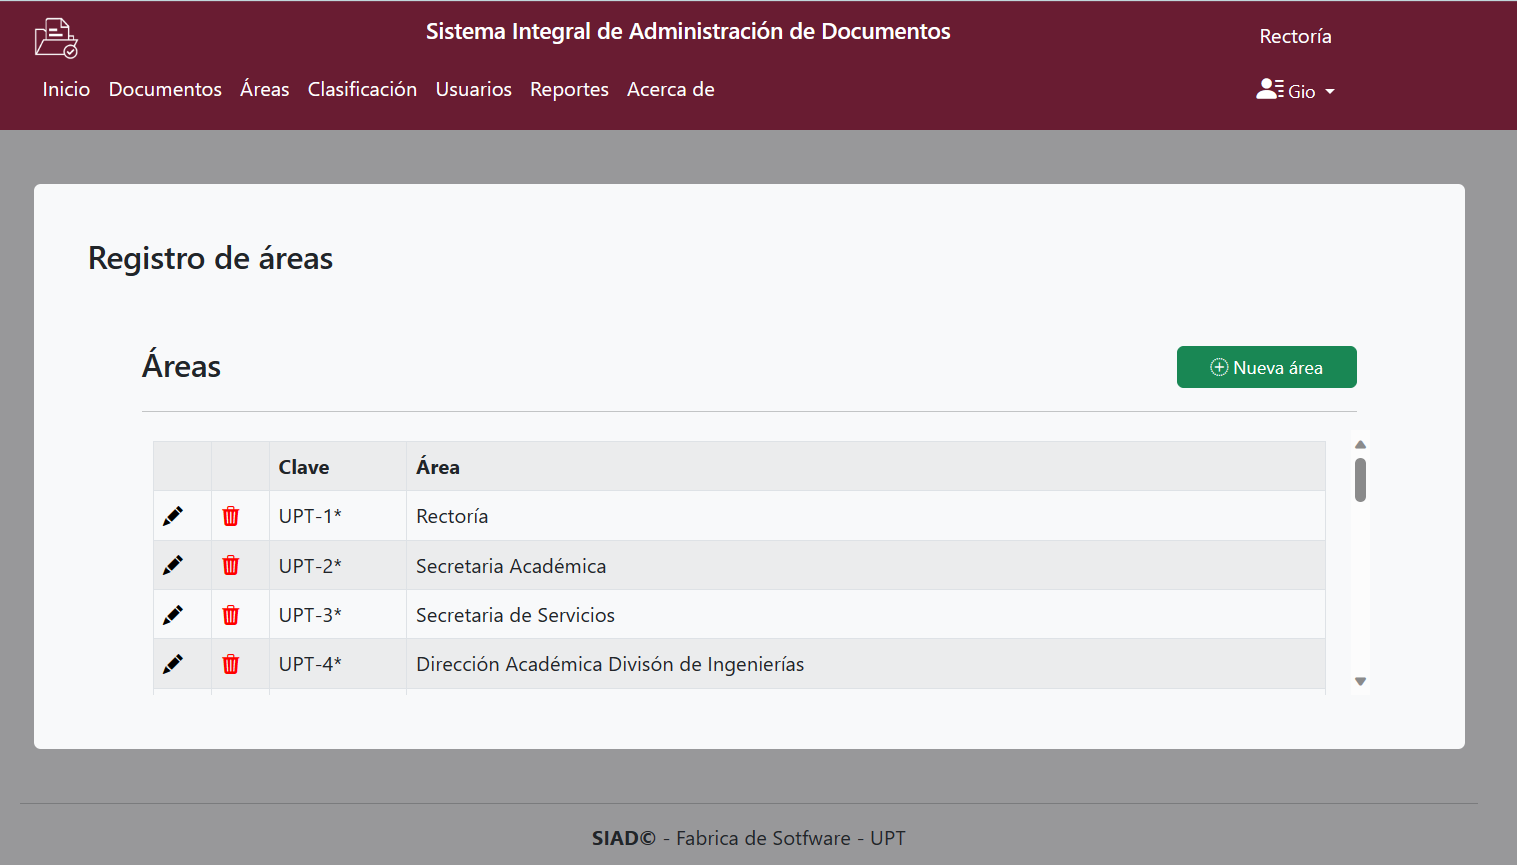 Sistema Integral de Administración de Documentos
Rectoría
Inicio Documentos Áreas Clasificación Usuarios Reportes Acerca de
Gio
Registro de áreas
Áreas
Nueva área
Clave Área
UPT-1* Rectoría
UPT-2* Secretaria Académica
UPT-3* Secretaria de Servicios
UPT-4* Dirección Académica Divisón de Ingenierías
SIAD© - Fabrica de Sotfware - UPT